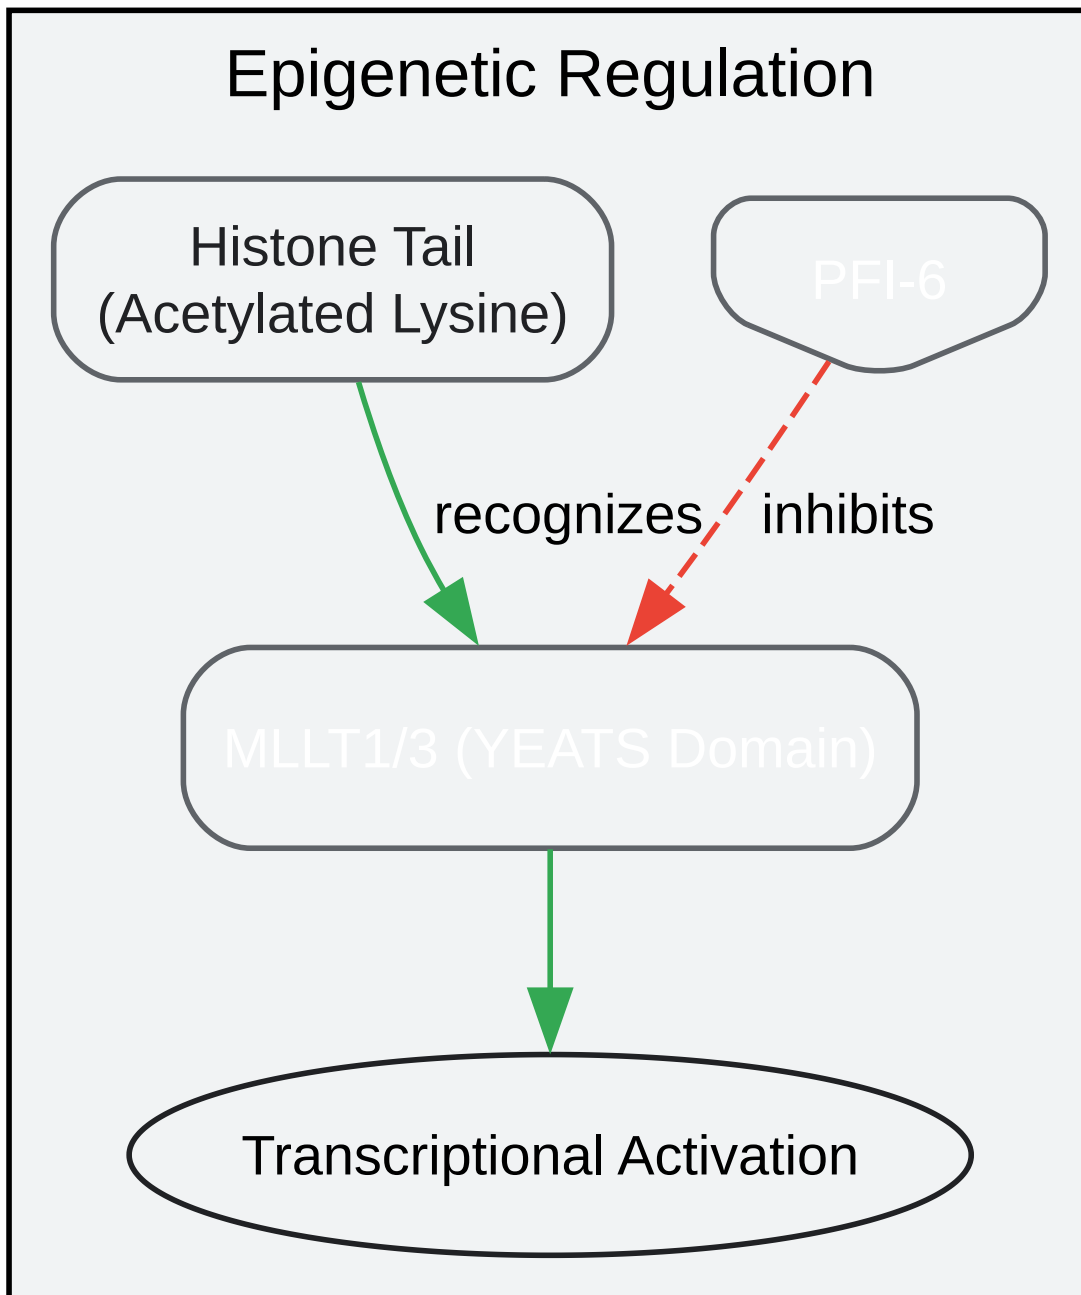 Epigenetic Regulation
Histone Tail
(Acetylated Lysine)
PFI-6
recognizes
inhibits
MLLT1/3 (YEATS Domain)
Transcriptional Activation